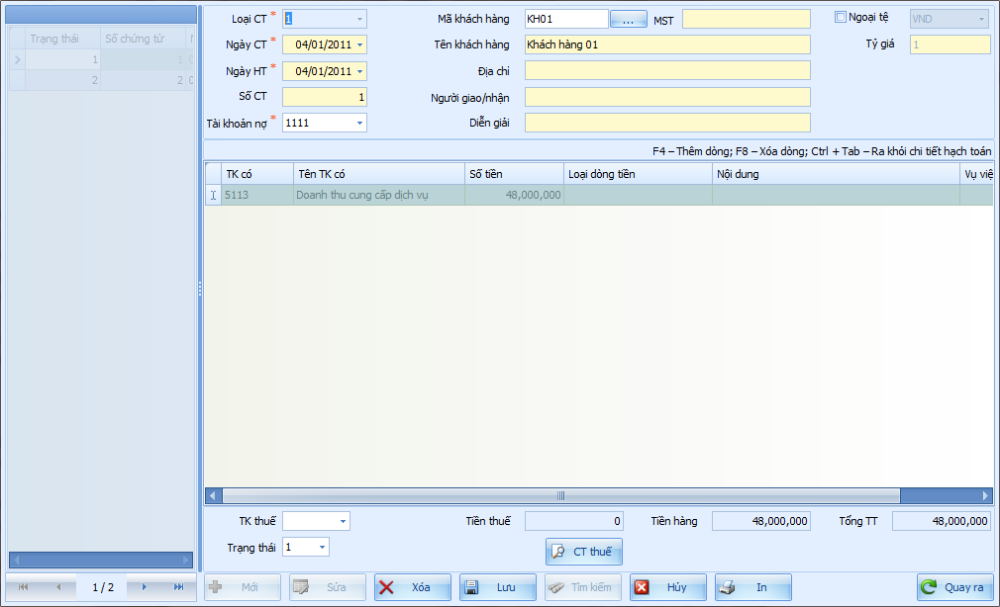 Trạng thái Số chứng từ
1 1
2 2
Loại CT * 1
Ngày CT * 04/01/2011
Ngày HT * 04/01/2011
Số CT 1
Tài khoản nợ * 1111
Mã khách hàng KH01 ... MST
Tên khách hàng Khách hàng 01
Địa chỉ
Người giao/nhận
Diễn giải
Ngoại tệ VND
Tỷ giá 1
F4 – Thêm dòng; F8 – Xóa dòng; Ctrl + Tab – Ra khỏi chi tiết hạch toán
TK có Tên TK có Số tiền Loại dòng tiền Nội dung Vụ việ
5113 Doanh thu cung cấp dịch vụ 48,000,000
TK thuế Tiền thuế 0 Tiền hàng 48,000,000 Tổng TT 48,000,000
Trạng thái 1 CT thuế
1 / 2 Mới Sửa Xóa Lưu Tìm kiếm Hủy In Quay ra